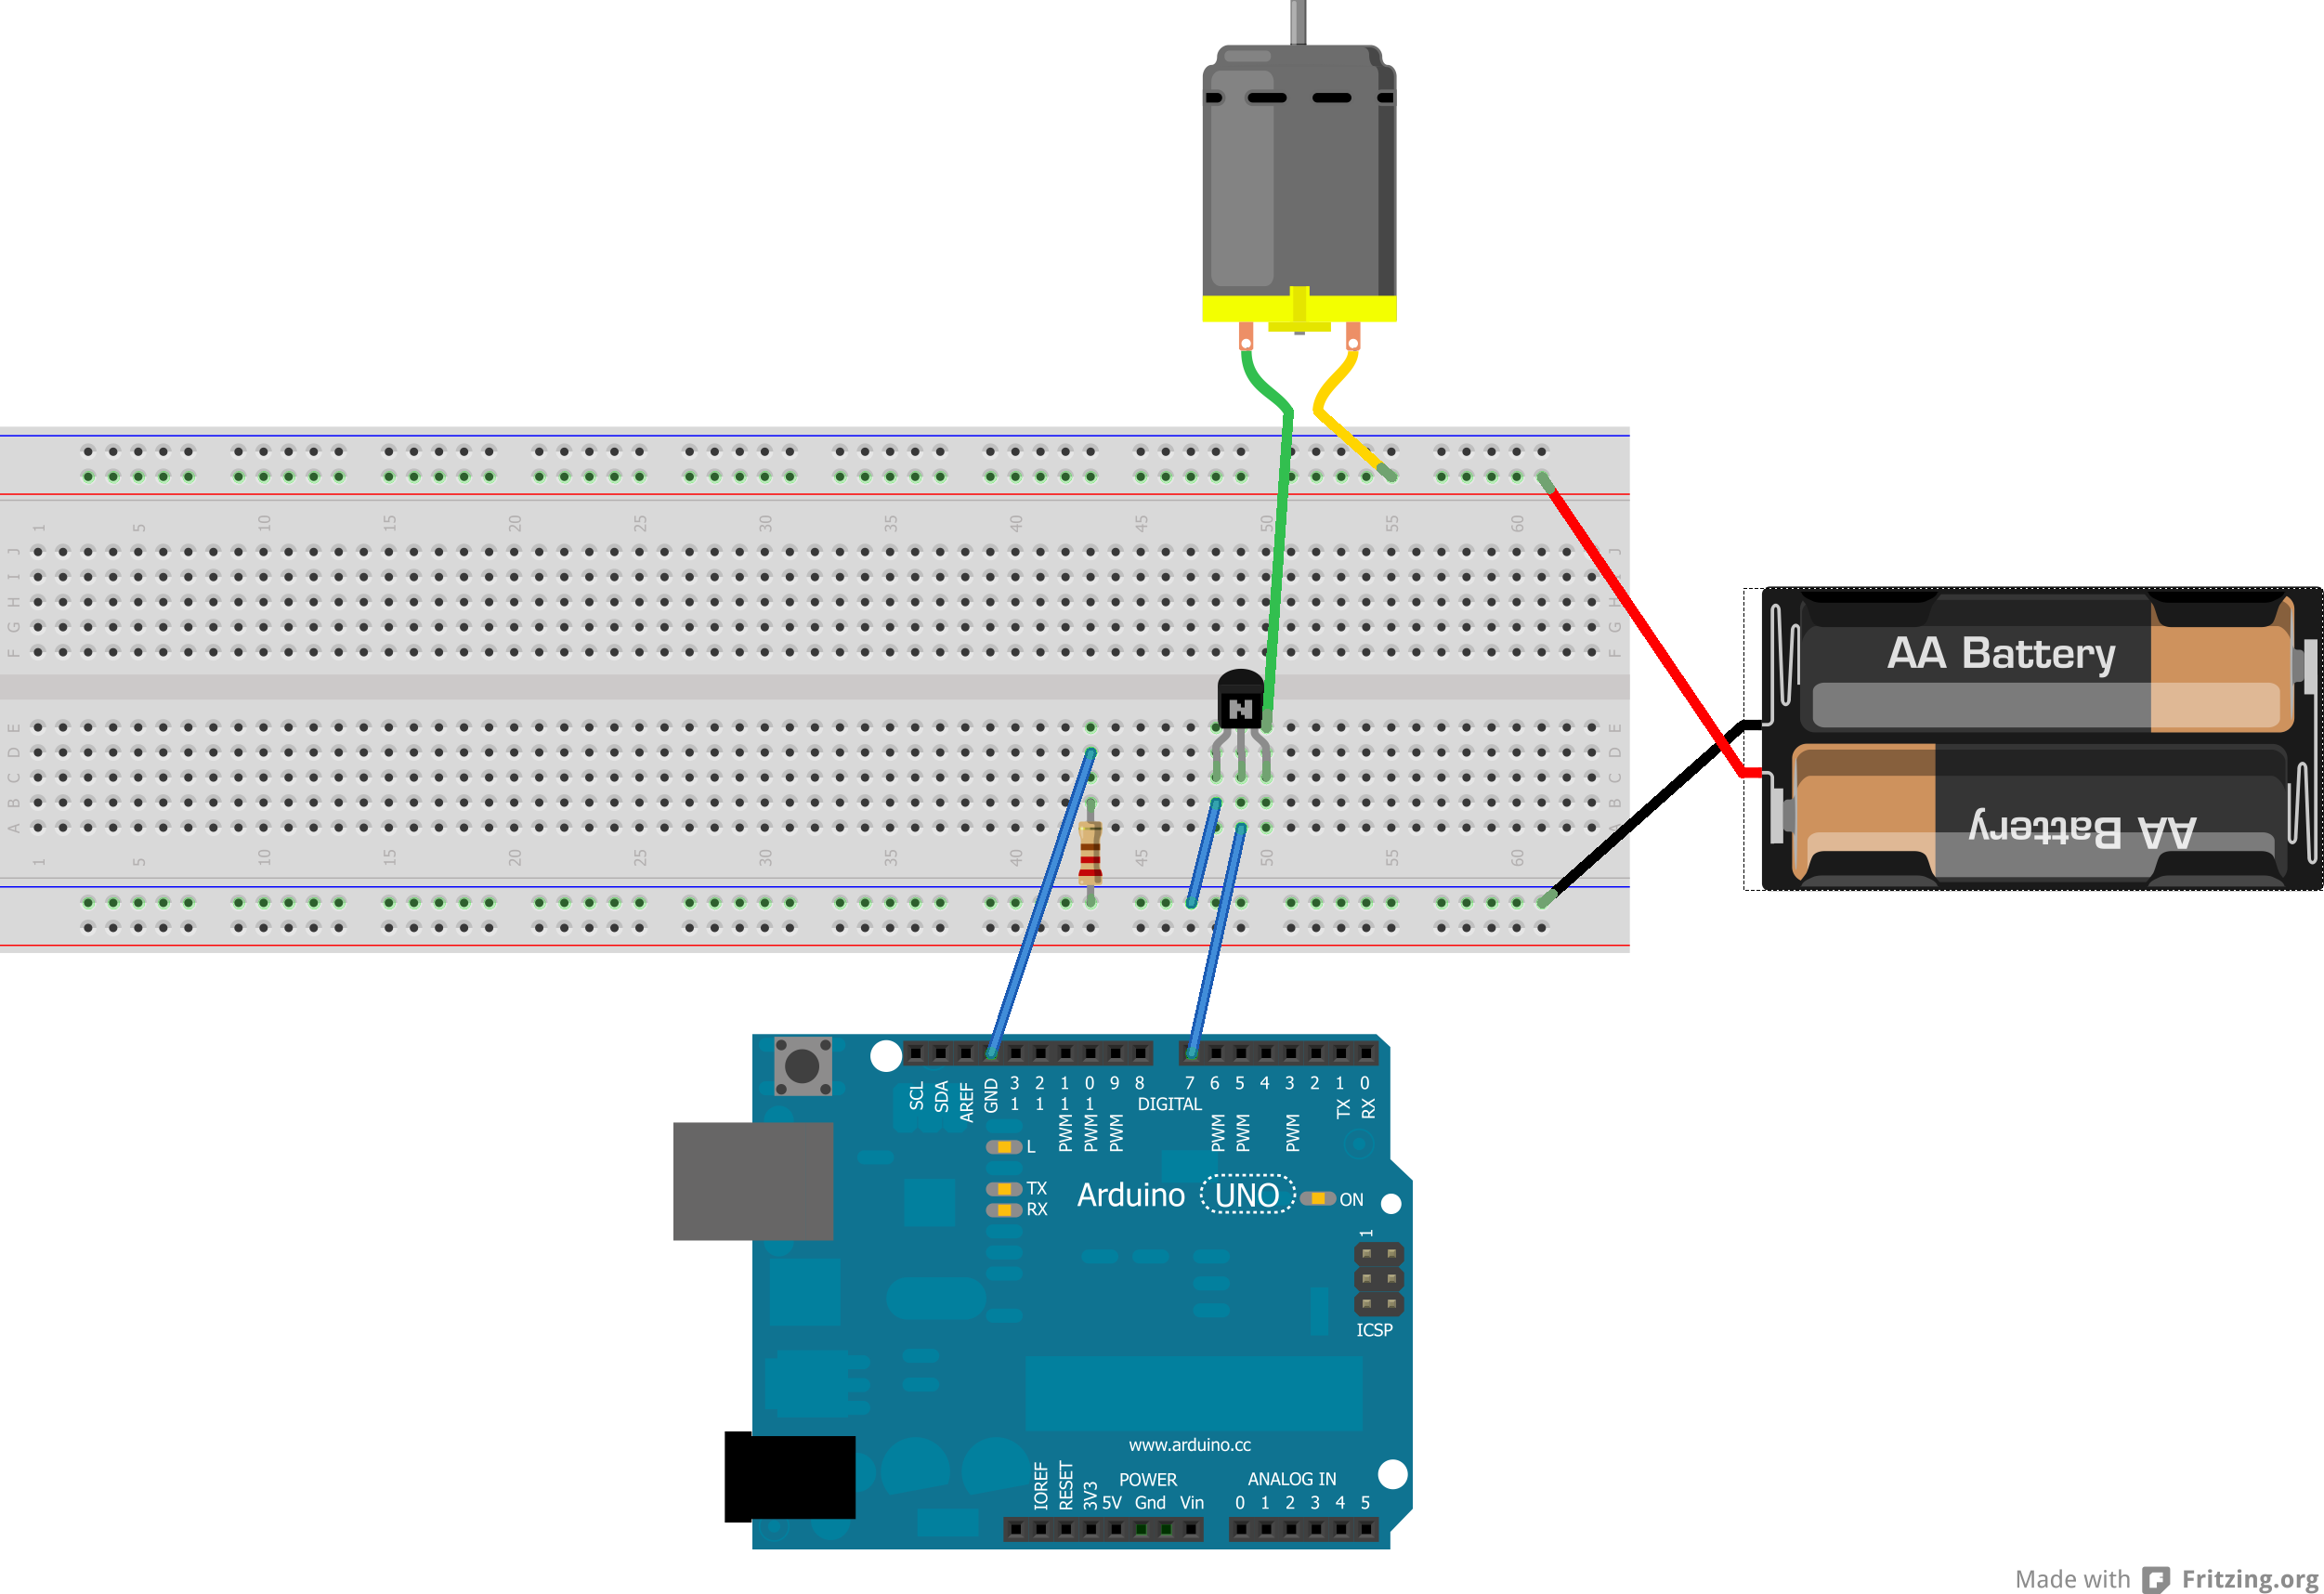 1 5 10 15 20 25 30 35 40 45 50 55 60
J J
I I
H H
G G
F F
E E
D D
C C
B B
A A
1 5 10 15 20 25 30 35 40 45 50 55 60
AA Battery
AA Battery
N
SCL SDA AREF GND 13 12 11 10 9 8 7 6 5 4 3 2 1 0
DIGITAL
PWM PWM PWM PWM PWM PWM TX RX
L
TX
RX
Arduino UNO ON
1
ICSP
www.arduino.cc
POWER ANALOG IN
IOREF RESET 3V3 5V Gnd Vin 0 1 2 3 4 5
Made with F Fritzing.org